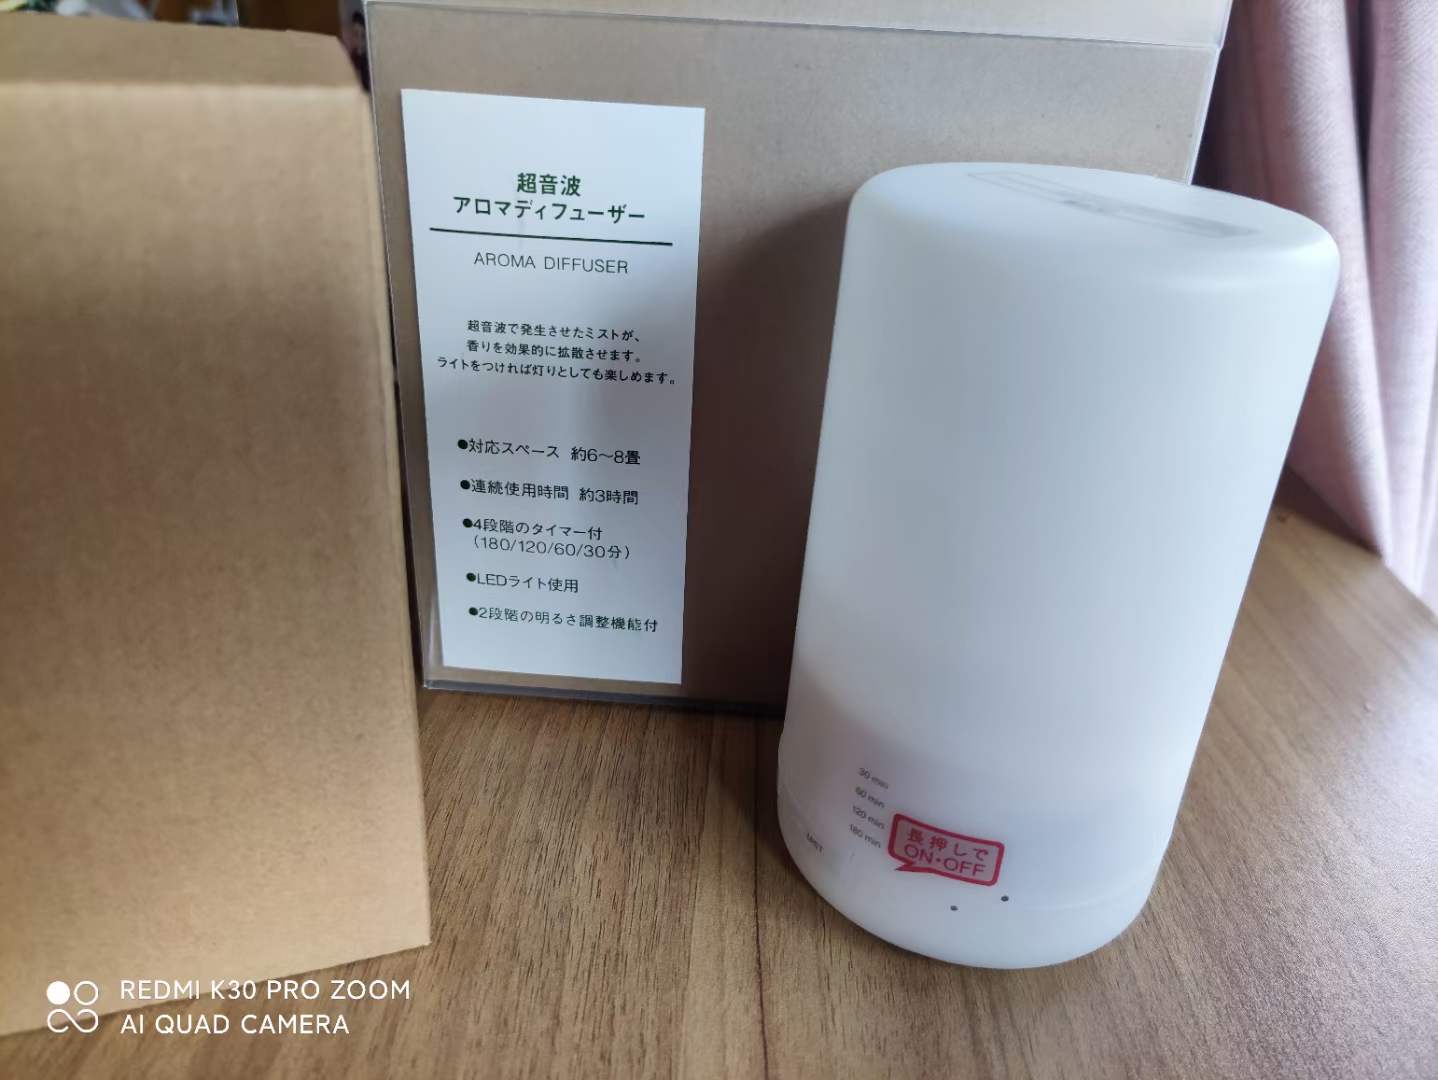 超音波
アロマディフューザー
AROMA DIFFUSER
超音波で発生させたミストが、
香りを効果的に拡散させます。
ライトをつければ灯りとしても楽しめます。
●対応スペース 約6〜8畳
●連続使用時間 約3時間
●4段階のタイマー付
(180/120/60/30分)
●LEDライト使用
●2段階の明るさ調整機能付
30 min
60 min
120 min
180 min
MIST
長押しで
ON・OFF
REDMI K30 PRO ZOOM
AI QUAD CAMERA